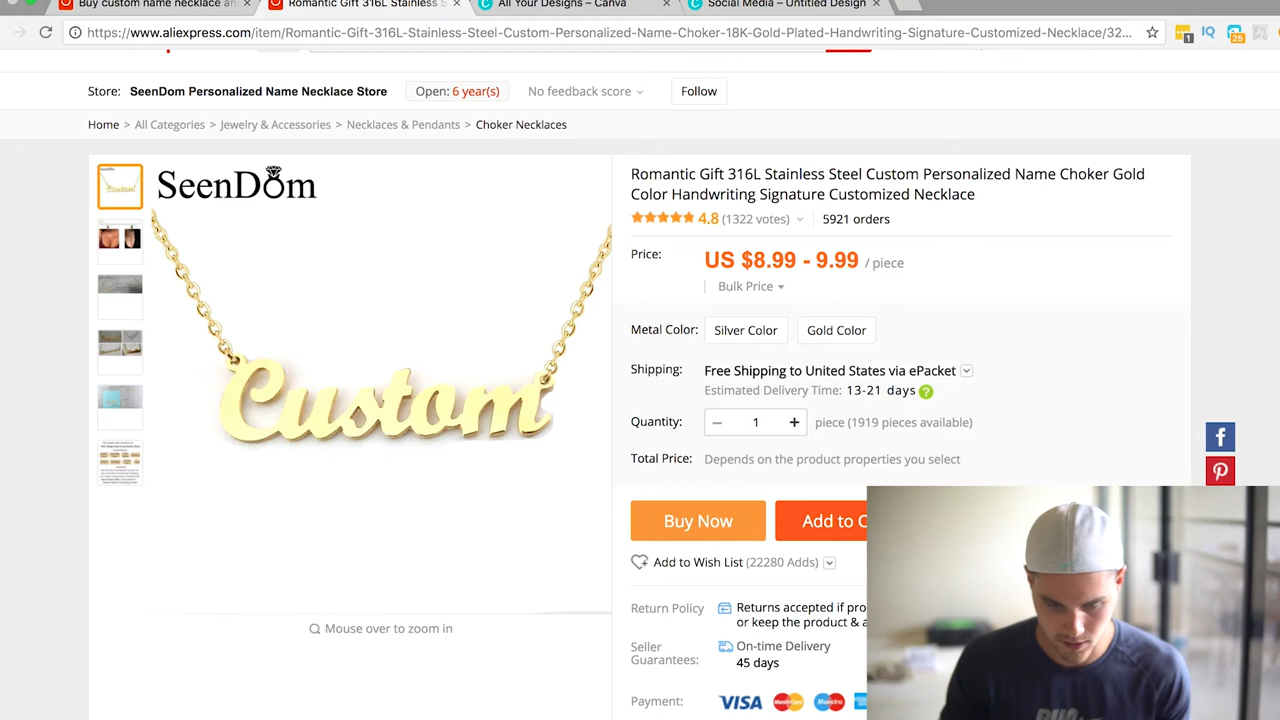 Buy custom name necklace an
Romantic Gift 316L Stainless S
All Your Designs – Canva
Social Media – Untitled Design
https://www.aliexpress.com/item/Romantic-Gift-316L-Stainless-Steel-Custom-Personalized-Name-Choker-18K-Gold-Plated-Handwriting-Signature-Customized-Necklace/32...
1
IQ
25
Store: SeenDom Personalized Name Necklace Store Open: 6 year(s) No feedback score Follow
Home > All Categories > Jewelry & Accessories > Necklaces & Pendants > Choker Necklaces
SeenDom
Custom
Mouse over to zoom in
Romantic Gift 316L Stainless Steel Custom Personalized Name Choker Gold
Color Handwriting Signature Customized Necklace
4.8 (1322 votes) 5921 orders
Price: US $8.99 - 9.99 / piece
Bulk Price
Metal Color: Silver Color Gold Color
Shipping: Free Shipping to United States via ePacket
Estimated Delivery Time: 13-21 days ?
Quantity: − 1 + piece (1919 pieces available)
Total Price: Depends on the product properties you select
Buy Now Add to C
Add to Wish List (22280 Adds)
Return Policy Returns accepted if pro
or keep the product & a
Seller
Guarantees:
On-time Delivery
45 days
Payment: VISA MasterCard Maestro
f